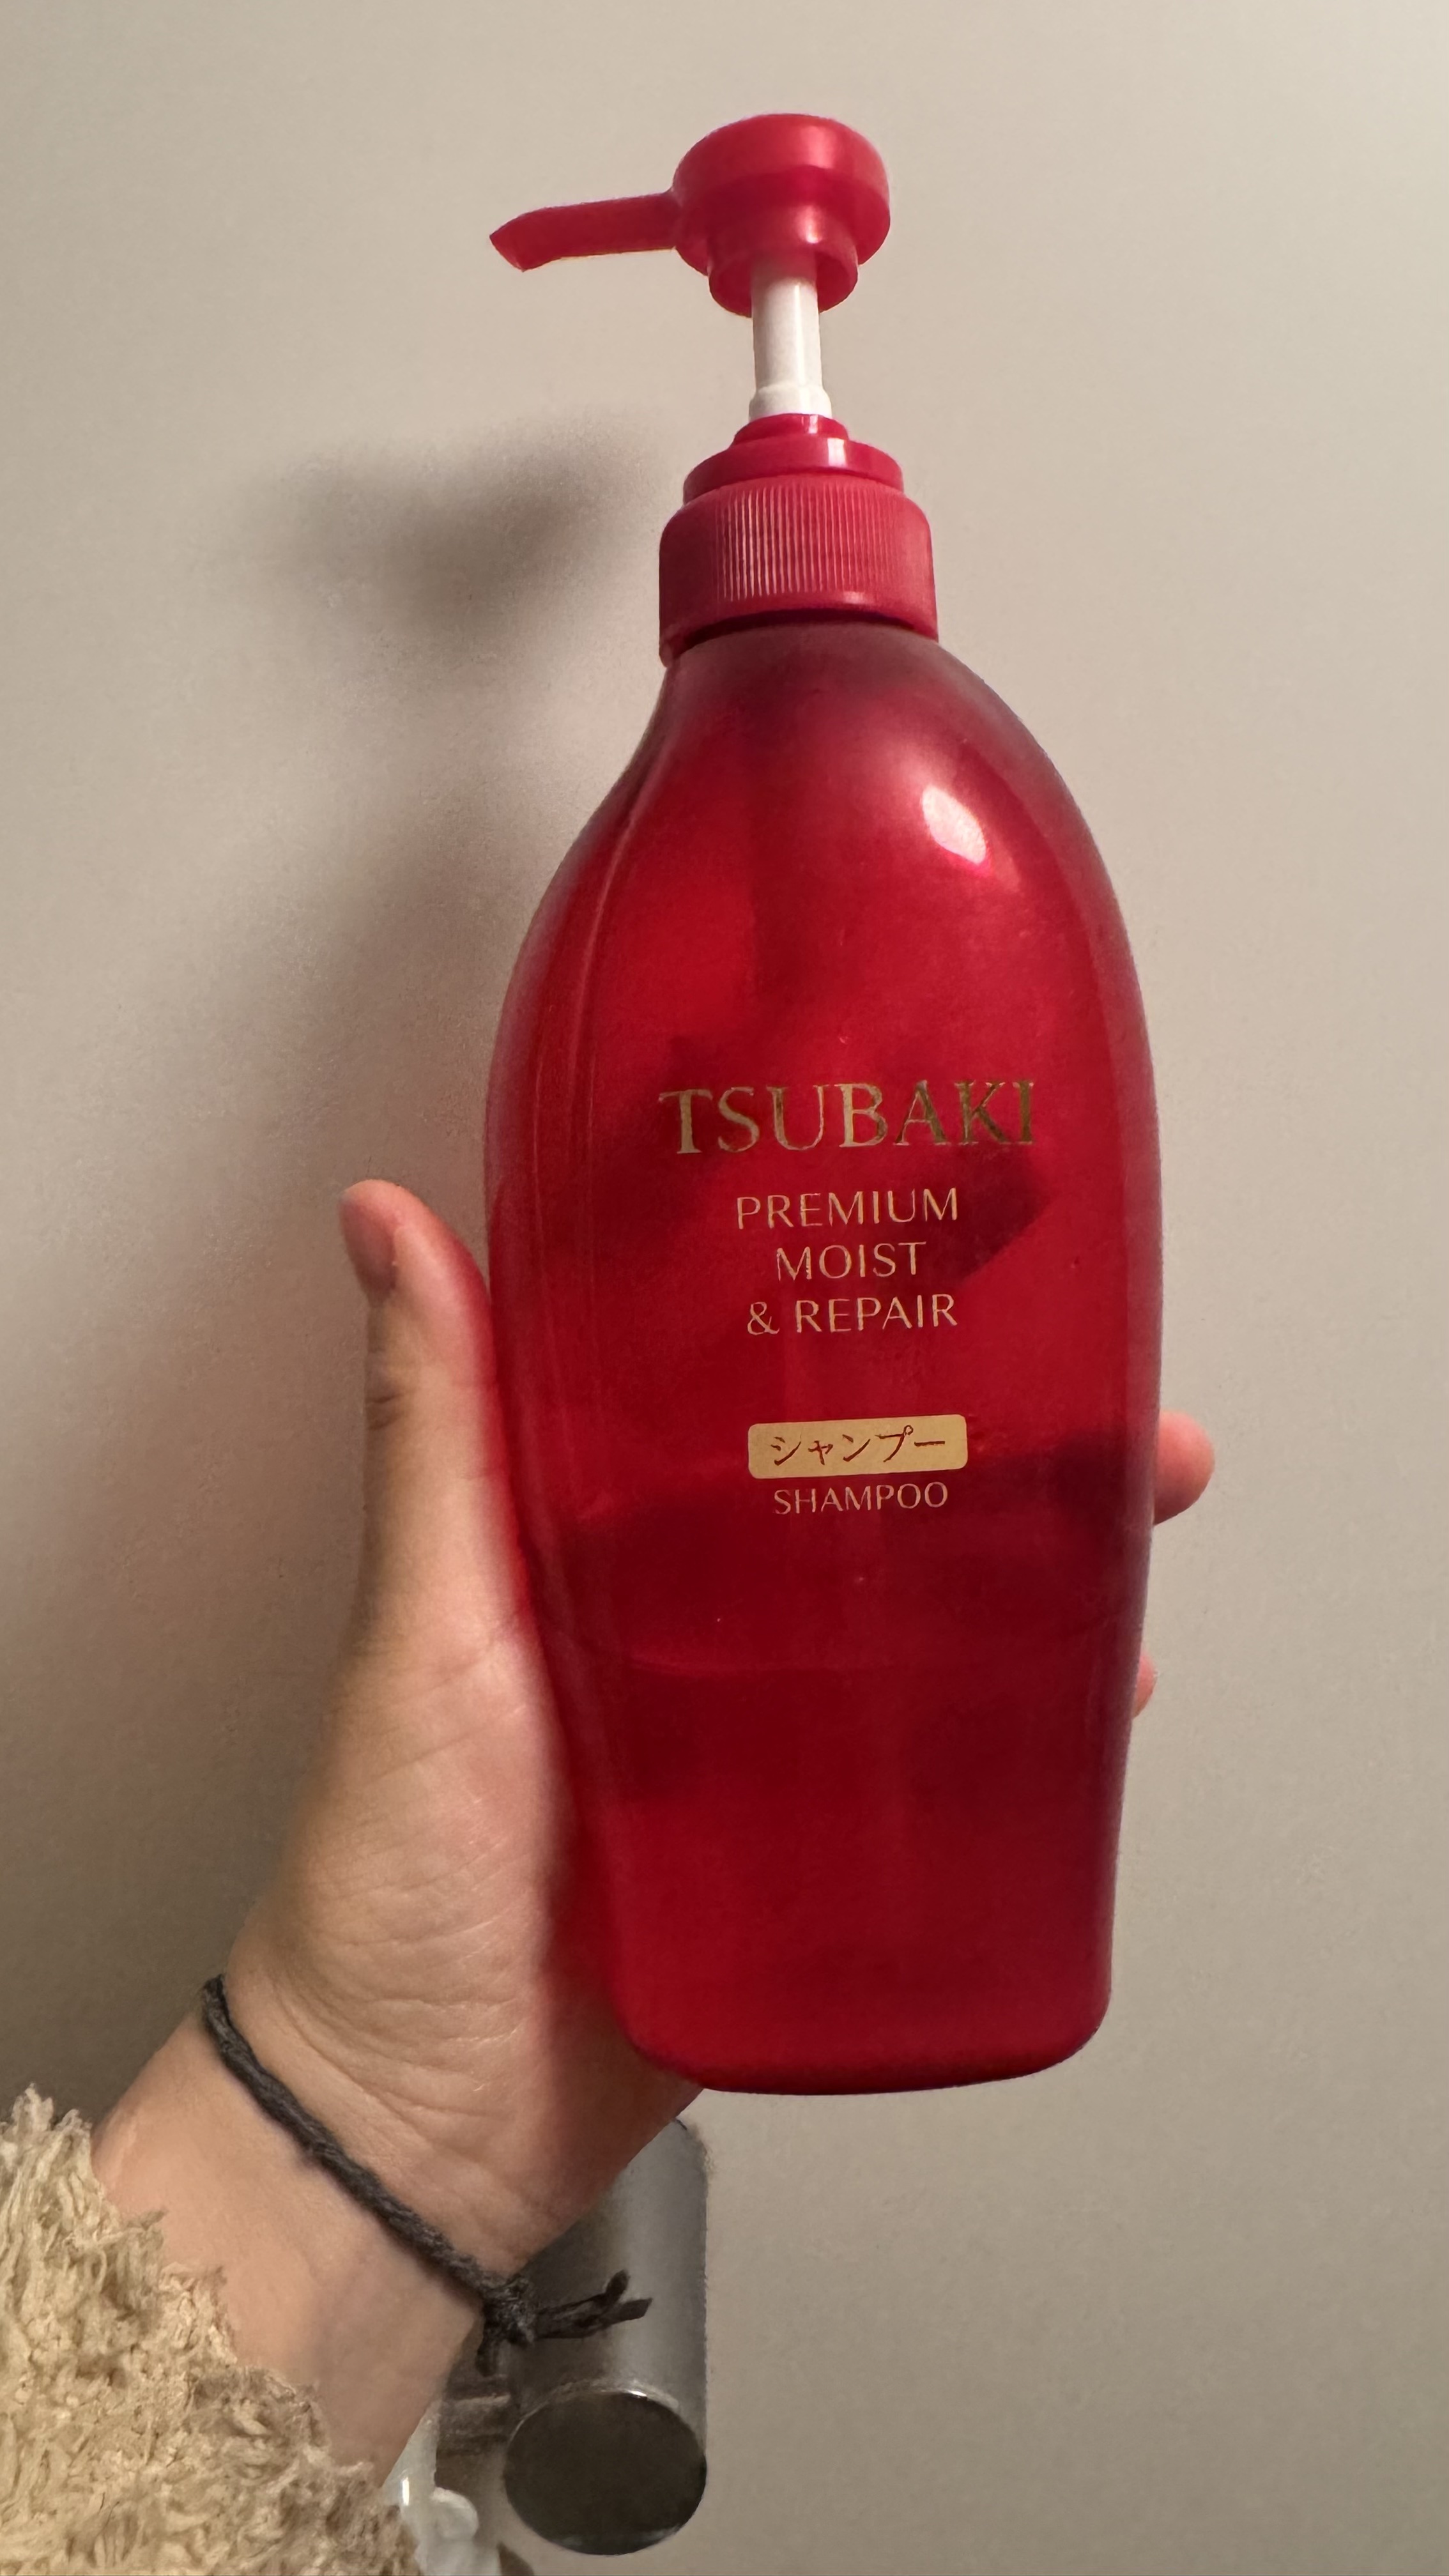 TSUBAKI
PREMIUM
MOIST
& REPAIR
シャンプー
SHAMPOO